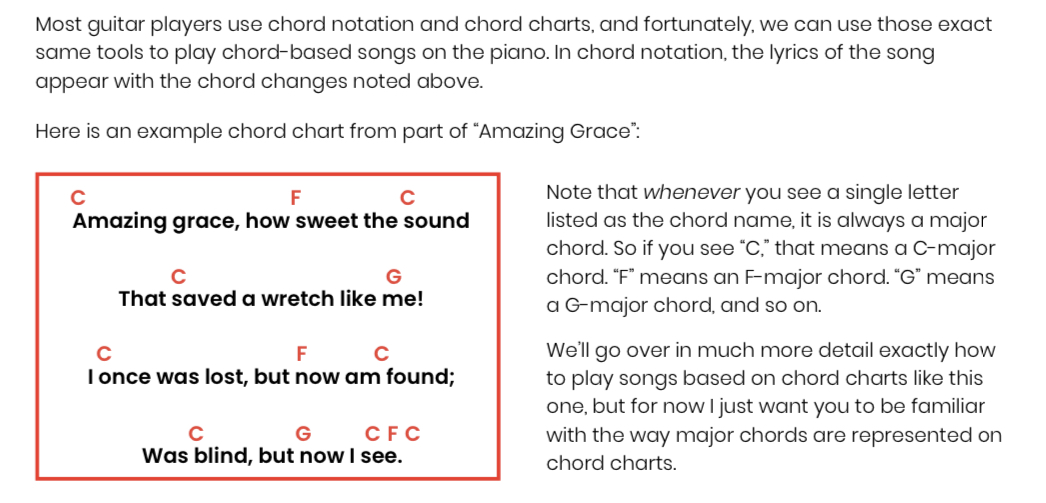 Most guitar players use chord notation and chord charts, and fortunately, we can use those exact
same tools to play chord-based songs on the piano. In chord notation, the lyrics of the song
appear with the chord changes noted above.
Here is an example chord chart from part of “Amazing Grace”:
C F C
Amazing grace, how sweet the sound
C G
That saved a wretch like me!
C F C
I once was lost, but now am found;
C G C F C
Was blind, but now I see.
Note that whenever you see a single letter
listed as the chord name, it is always a major
chord. So if you see “C,” that means a C-major
chord. “F” means an F-major chord. “G” means
a G-major chord, and so on.
We’ll go over in much more detail exactly how
to play songs based on chord charts like this
one, but for now I just want you to be familiar
with the way major chords are represented on
chord charts.